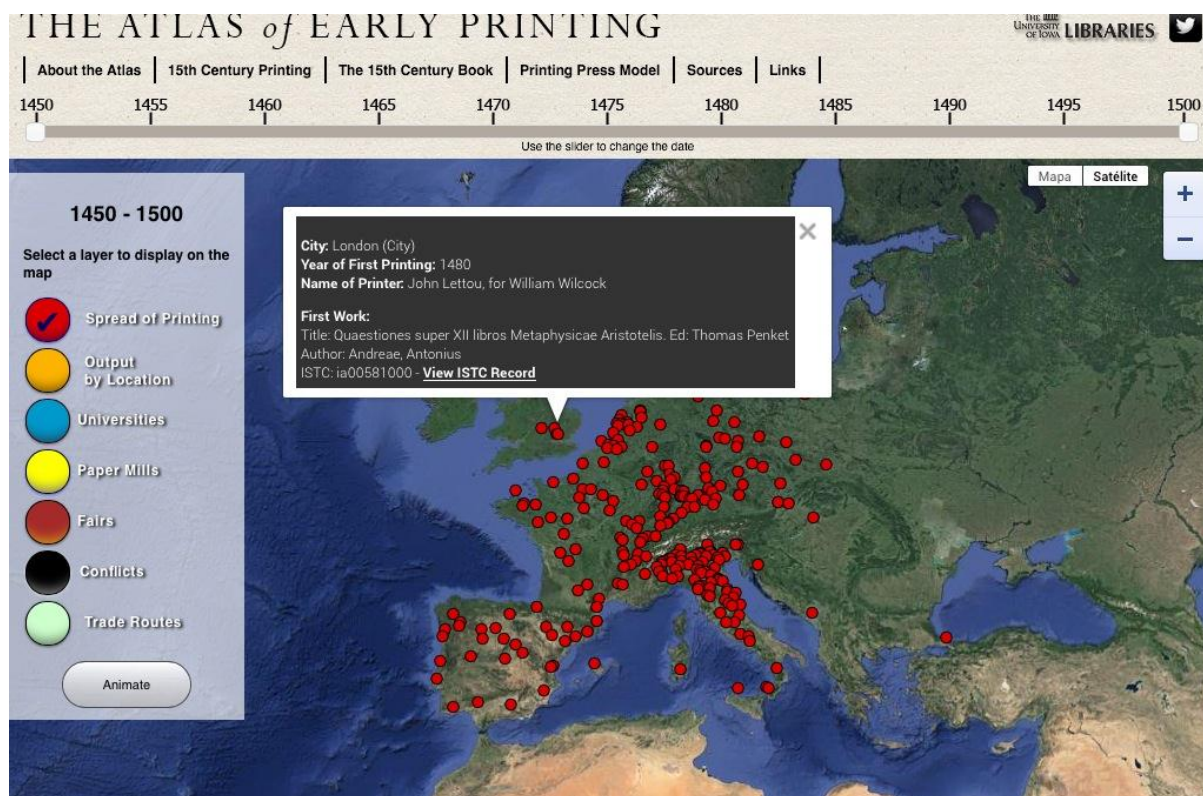 THE ATLAS of EARLY PRINTING
THE
UNIVERSITY
OF IOWA LIBRARIES
About the Atlas
15th Century Printing
The 15th Century Book
Printing Press Model
Sources
Links
1450 1455 1460 1465 1470 1475 1480 1485 1490 1495 1500
Use the slider to change the date
Mapa Satélite
+
−
1450 - 1500
Select a layer to display on the
map
Spread of Printing
Output
by Location
Universities
Paper Mills
Fairs
Conflicts
Trade Routes
Animate
City: London (City)
Year of First Printing: 1480
Name of Printer: John Lettou, for William Wilcock
First Work:
Title: Quaestiones super XII libros Metaphysicae Aristotelis. Ed: Thomas Penket
Author: Andreae, Antonius
ISTC: ia00581000 - View ISTC Record